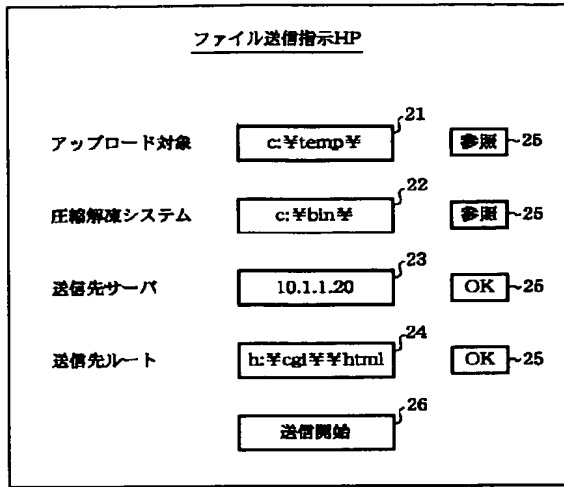 ファイル送信指示HP
21
アップロード対象 c:¥temp¥ 参照 25
22
圧縮解凍システム c:¥bin¥ 参照 25
23
送信先サーバ 10.1.1.20 OK 25
24
送信先ルート h:¥cgi¥¥html OK 25
26
送信開始